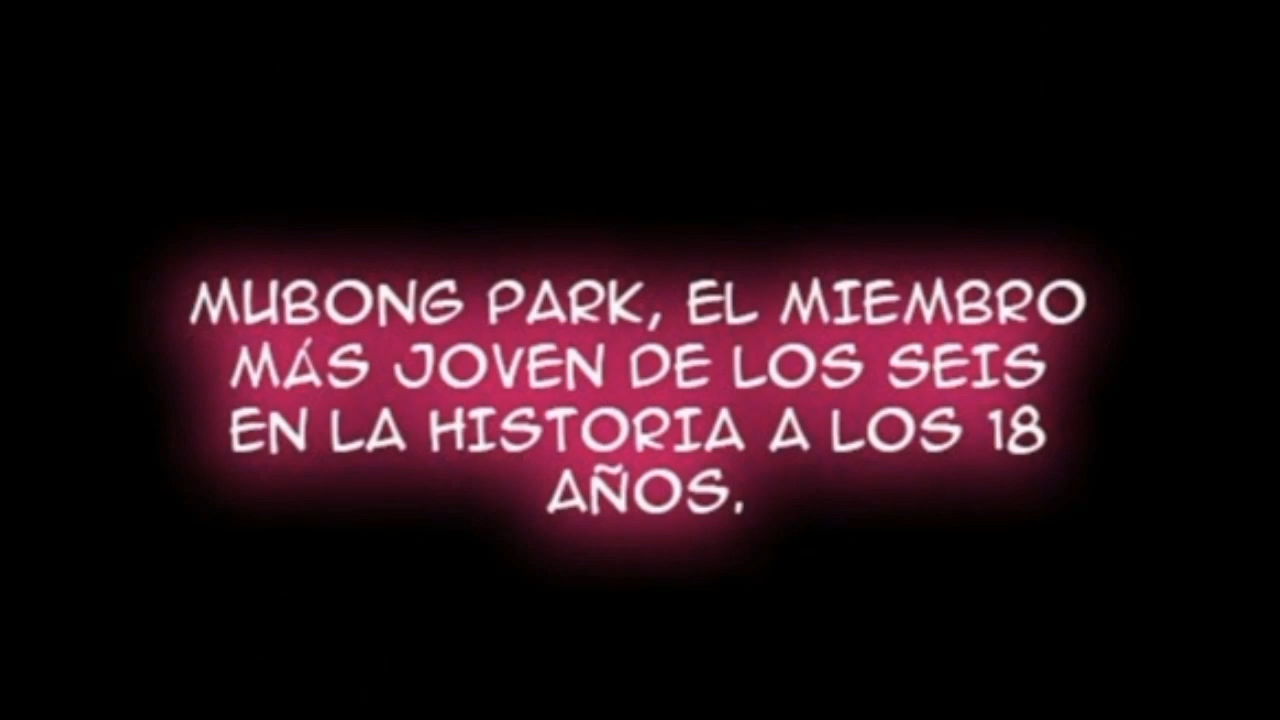 MUBONG PARK, EL MIEMBRO
MÁS JOVEN DE LOS SEIS
EN LA HISTORIA A LOS 18
AÑOS.